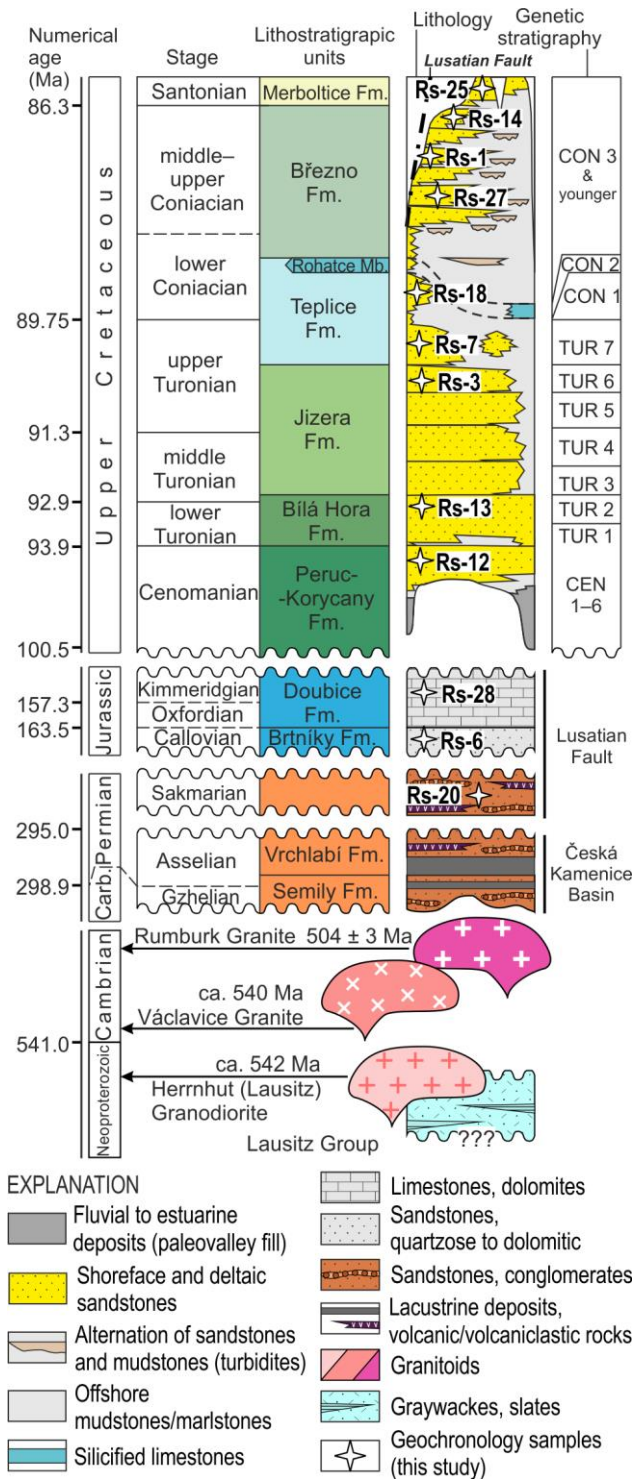 Numerical
age
(Ma)
Stage
Lithostratigrapic
units
Lithology
Lusatian Fault
Genetic
stratigraphy
Upper Cretaceous
86.3
89.75
91.3
92.9
93.9
100.5
Santonian
middle–
upper
Coniacian
lower
Coniacian
upper
Turonian
middle
Turonian
lower
Turonian
Cenomanian
Merboltice Fm.
Březno
Fm.
Rohatce Mb.
Teplice
Fm.
Jizera
Fm.
Bílá Hora
Fm.
Peruc-
-Korycany
Fm.
Rs-25
Rs-14
Rs-1
Rs-27
Rs-18
Rs-7
Rs-3
Rs-13
Rs-12
CON 3
&
younger
CON 2
CON 1
TUR 7
TUR 6
TUR 5
TUR 4
TUR 3
TUR 2
TUR 1
CEN
1–6
Jurassic
157.3
163.5
Kimmeridgian
Oxfordian
Callovian
Doubice
Fm.
Brtníky Fm.
Rs-28
Rs-6
Lusatian
Fault
Permian
Carb.
295.0
298.9
Sakmarian
Asselian
Gzhelian
Vrchlabí Fm.
Semily Fm.
Rs-20
Česká
Kamenice
Basin
Cambrian
541.0
Neoproterozoic
Rumburk Granite 504 ± 3 Ma
ca. 540 Ma
Václavice Granite
ca. 542 Ma
Herrnhut (Lausitz)
Granodiorite
Lausitz Group
???
EXPLANATION
Fluvial to estuarine
deposits (paleovalley fill)
Shoreface and deltaic
sandstones
Alternation of sandstones
and mudstones (turbidites)
Offshore
mudstones/marlstones
Silicified limestones
Limestones, dolomites
Sandstones,
quartzose to dolomitic
Sandstones, conglomerates
Lacustrine deposits,
volcanic/volcaniclastic rocks
Granitoids
Graywackes, slates
Geochronology samples
(this study)